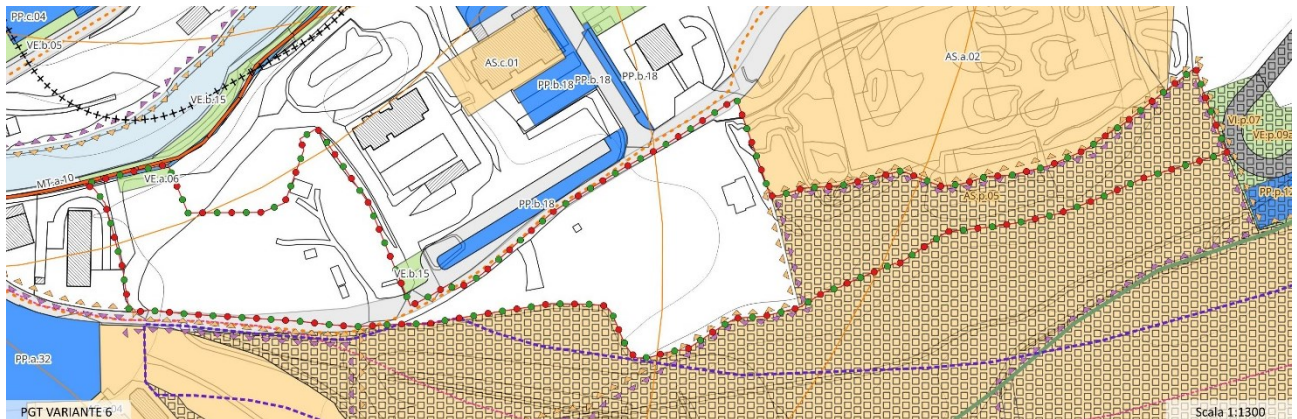 PP.c.04
VE.b.05
VE.b.15
MT.a.10
VE.a.06
AS.c.01
PP.b.18
PP.b.18
PP.b.18
AS.a.02
VI.p.07
VE.p.09a
PP.p.12
AS.p.05
PP.b.18
VE.b.15
PP.a.32
PGT VARIANTE 6
Scala 1:1300